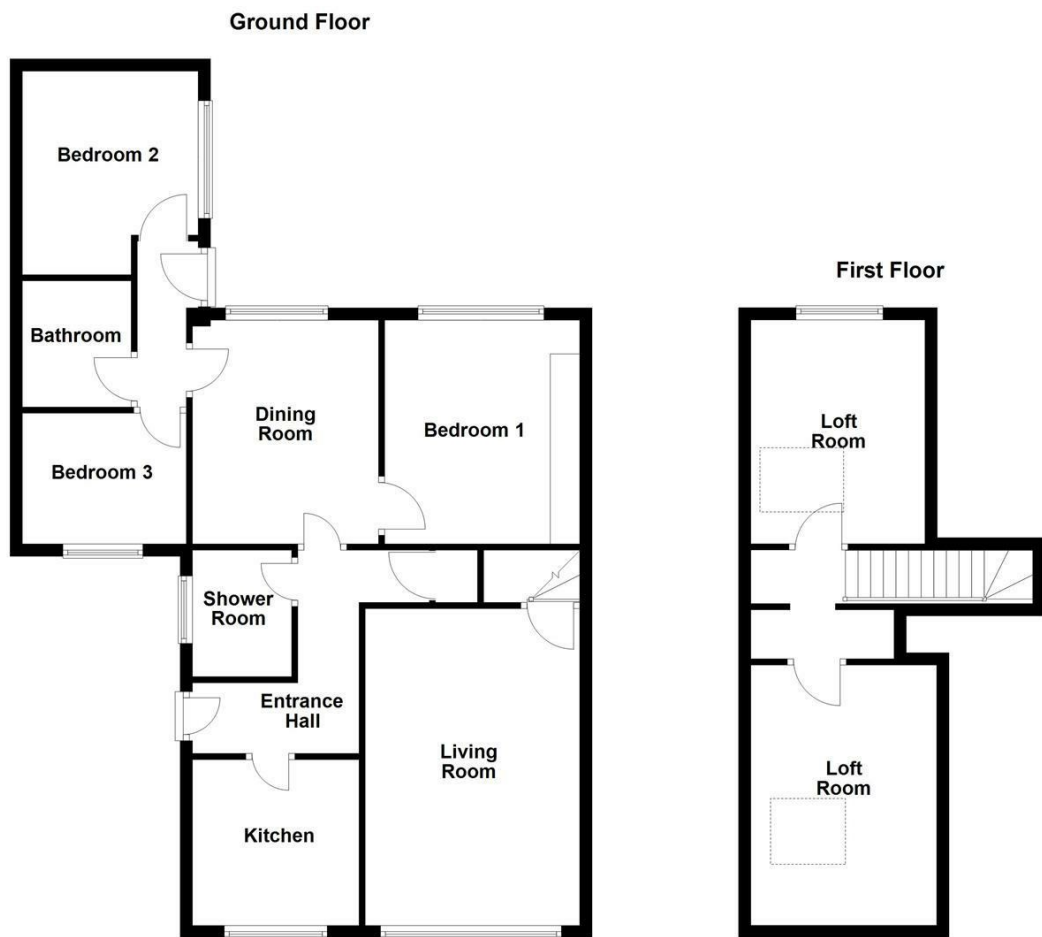 Ground Floor
Bedroom 2
Bathroom
Bedroom 3
Dining
Room
Bedroom 1
Shower
Room
Entrance
Hall
Living
Room
Kitchen
First Floor
Loft
Room
Loft
Room